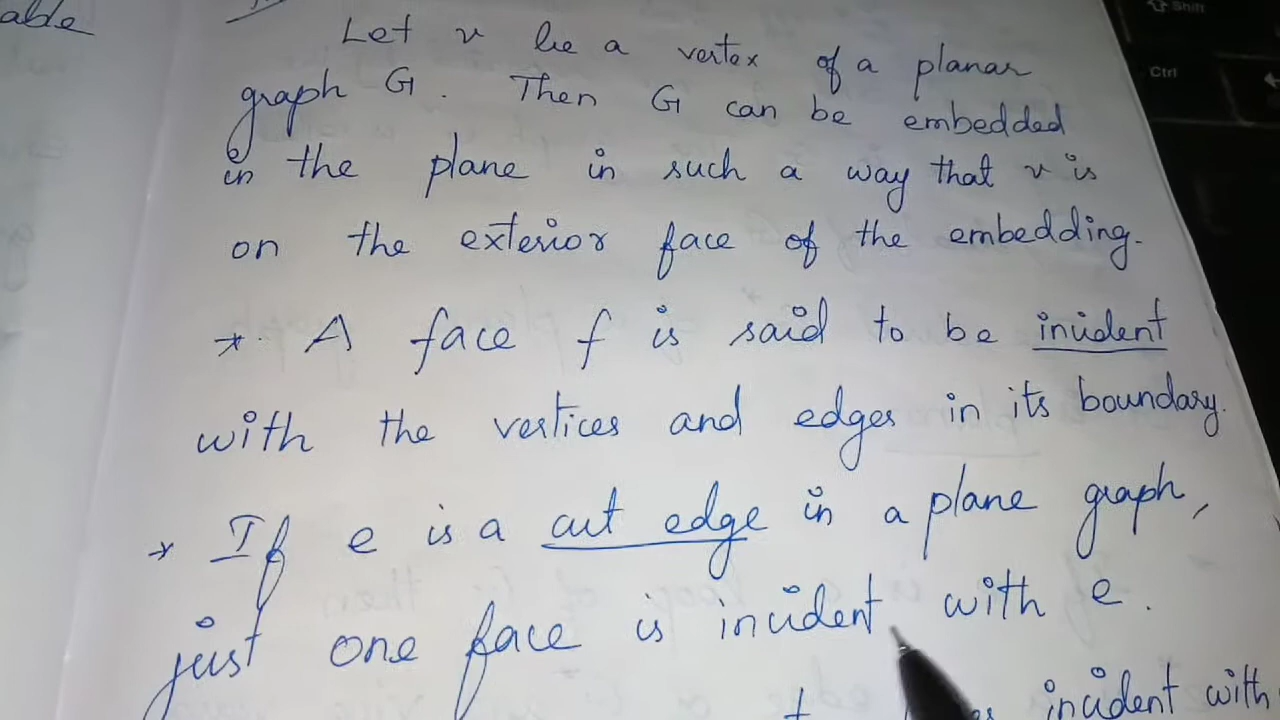 able
Let v be a vertex of a planar
graph G. Then G can be embedded
in the plane in such a way that v is
on the exterior face of the embedding.
* A face f is said to be incident
with the vertices and edges in its boundary.
* If e is a cut edge in a plane graph,
just one face is incident with e.
incident with
Shift
Ctrl